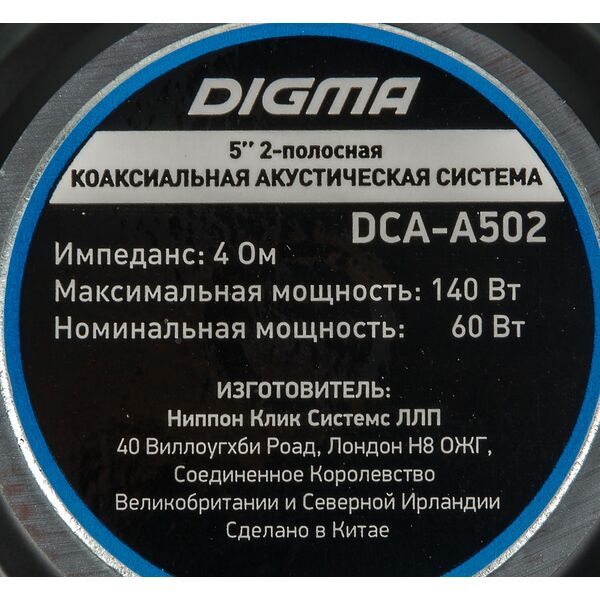 DIGMA
5'' 2-полосная
КОАКСИАЛЬНАЯ АКУСТИЧЕСКАЯ СИСТЕМА
DCA-A502
Импеданс: 4 Ом
Максимальная мощность: 140 Вт
Номинальная мощность: 60 Вт
ИЗГОТОВИТЕЛЬ:
Ниппон Клик Системс ЛЛП
40 Виллоугхби Роад, Лондон Н8 ОЖГ,
Соединенное Королевство
Великобритании и Северной Ирландии
Сделано в Китае